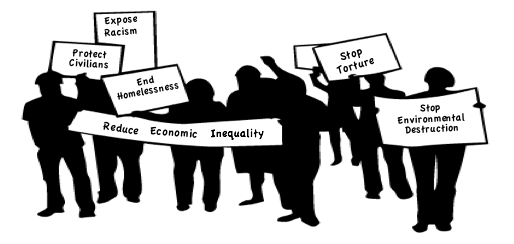 Expose
Racism
Protect
Civilians
End
Homelessness
Stop
Torture
Reduce Economic Inequality
Stop
Environmental
Destruction